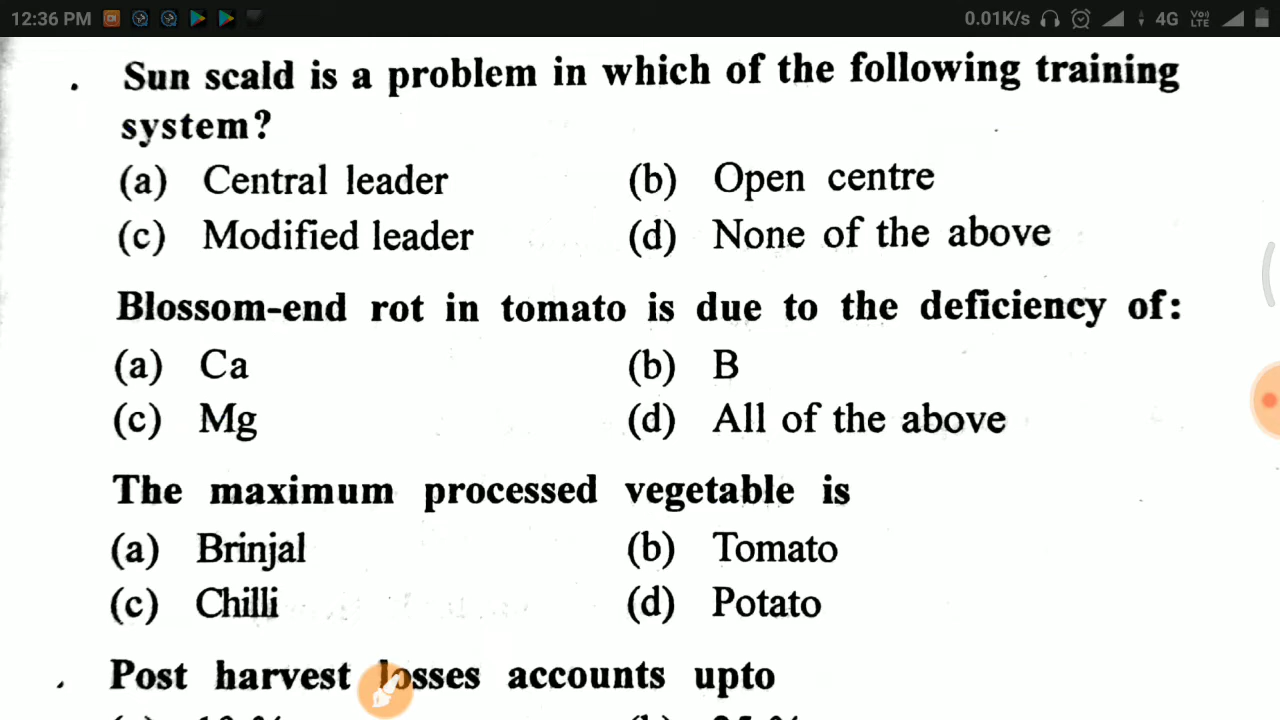 12:36 PM 0.01K/s 4G VoLTE
. Sun scald is a problem in which of the following training
system?
(a) Central leader (b) Open centre
(c) Modified leader (d) None of the above
Blossom-end rot in tomato is due to the deficiency of:
(a) Ca (b) B
(c) Mg (d) All of the above
The maximum processed vegetable is
(a) Brinjal (b) Tomato
(c) Chilli (d) Potato
. Post harvest losses accounts upto